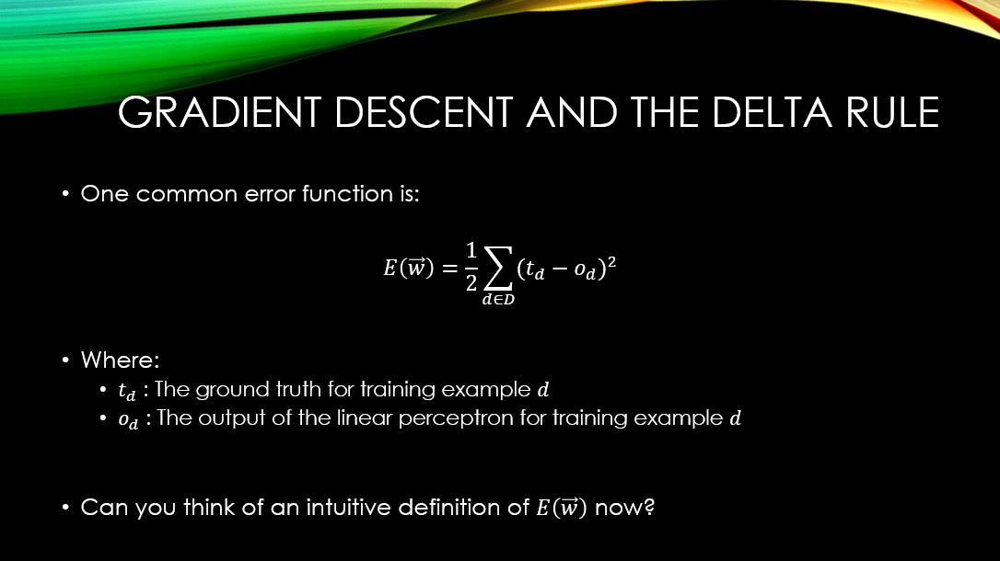 GRADIENT DESCENT AND THE DELTA RULE
• One common error function is:
$E(\vec{w}) = \frac{1}{2} \sum_{d \in D} (t_d - o_d)^2$
• Where:
• $t_d$ : The ground truth for training example $d$
• $o_d$ : The output of the linear perceptron for training example $d$
• Can you think of an intuitive definition of $E(\vec{w})$ now?